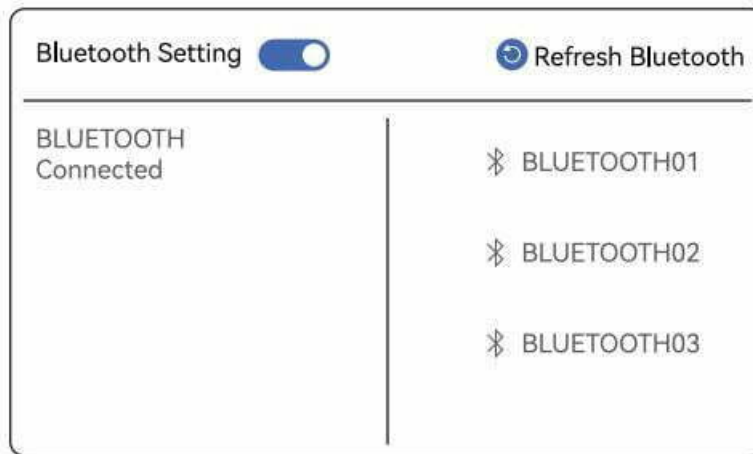 Bluetooth Setting
Refresh Bluetooth
BLUETOOTH
Connected
BLUETOOTH01
BLUETOOTH02
BLUETOOTH03